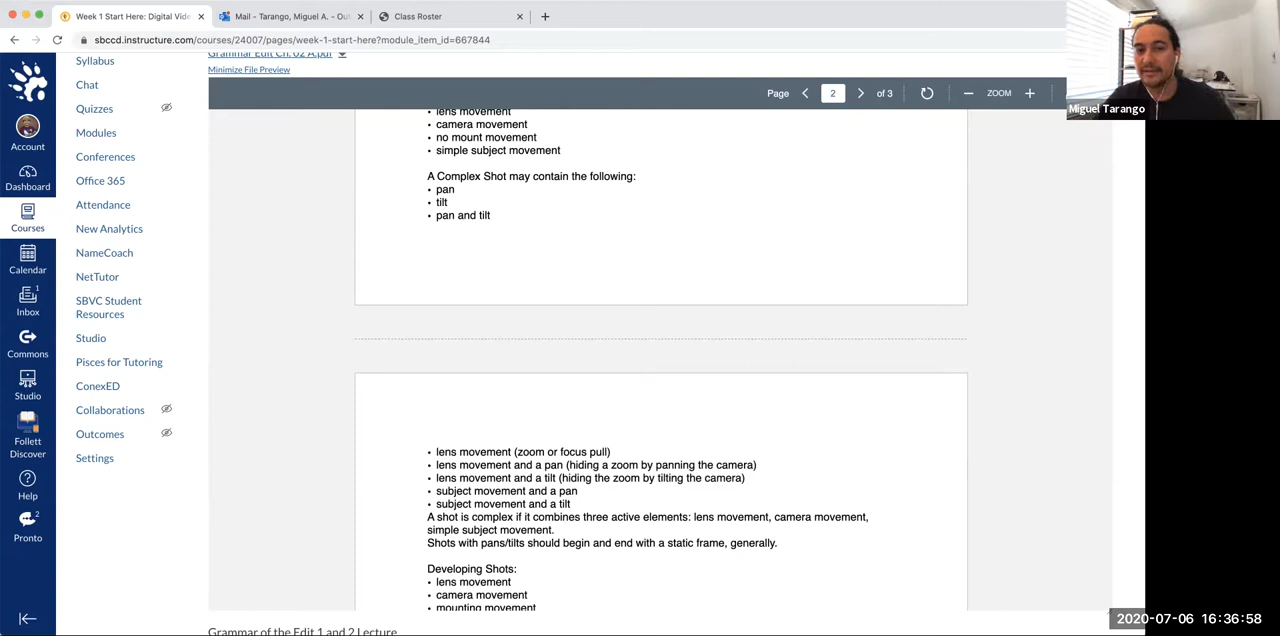 Week 1 Start Here: Digital Vide
Mail - Tarango, Miguel A. - Out
Class Roster
sbccd.instructure.com/courses/24007/pages/week-1-start-here?module_item_id=667844
Miguel Tarango
Account
Dashboard
Courses
Calendar
1
Inbox
Commons
Studio
Follett
Discover
Help
2
Pronto
Syllabus
Chat
Quizzes
Modules
Conferences
Office 365
Attendance
New Analytics
NameCoach
NetTutor
SBVC Student
Resources
Studio
Pisces for Tutoring
ConexED
Collaborations
Outcomes
Settings
Grammar Edit Ch. 02 A.pdf
Minimize File Preview
Page 2 of 3 ZOOM
• lens movement
• camera movement
• no mount movement
• simple subject movement
A Complex Shot may contain the following:
• pan
• tilt
• pan and tilt
• lens movement (zoom or focus pull)
• lens movement and a pan (hiding a zoom by panning the camera)
• lens movement and a tilt (hiding the zoom by tilting the camera)
• subject movement and a pan
• subject movement and a tilt
A shot is complex if it combines three active elements: lens movement, camera movement,
simple subject movement.
Shots with pans/tilts should begin and end with a static frame, generally.
Developing Shots:
• lens movement
• camera movement
• mounting movement
Grammar of the Edit 1 and 2 Lecture
2020-07-06 16:36:58